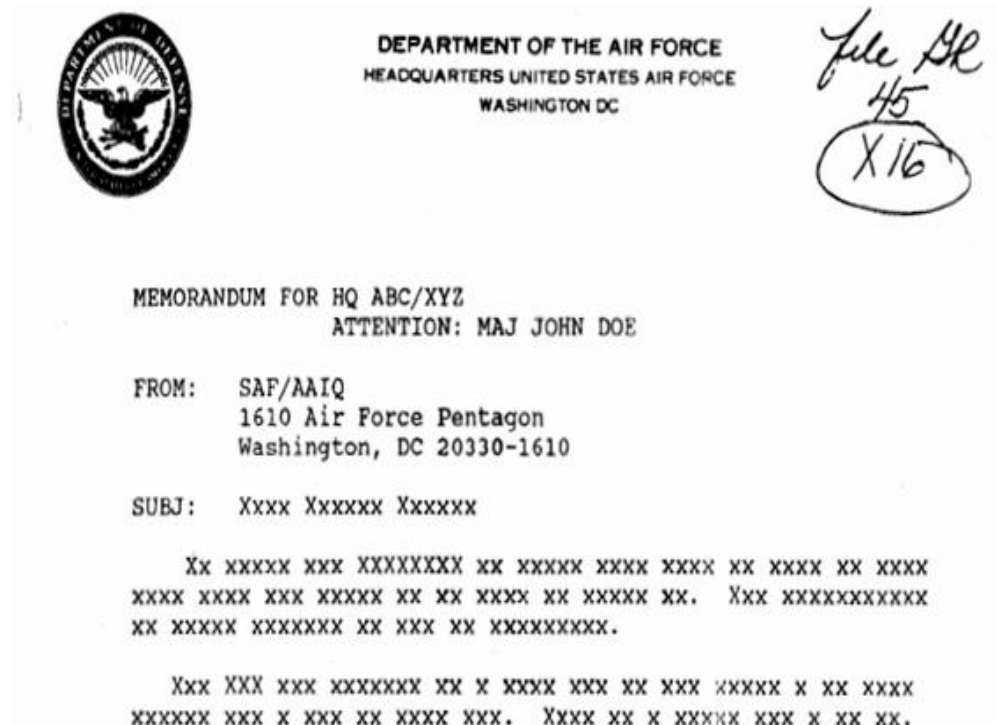 DEPARTMENT OF DEFENSE
DEPARTMENT OF THE AIR FORCE
HEADQUARTERS UNITED STATES AIR FORCE
WASHINGTON DC
file
45
X16
MEMORANDUM FOR HQ ABC/XYZ
ATTENTION: MAJ JOHN DOE
FROM: SAF/AAIQ
1610 Air Force Pentagon
Washington, DC 20330-1610
SUBJ: Xxxx Xxxxxx Xxxxxx
Xx xxxxx xxx XXXXXXXX xx xxxxx xxxx xxxx xx xxxx xx xxxx
xxxx xxxx xxx xxxxx xx xx xxxx xx xxxxx xx. Xxx xxxxxxxxxxx
xx xxxxx xxxxxxx xx xxx xx xxxxxxxxx.
Xxx XXX xxx xxxxxxx xx x xxxx xxx xx xxx xxxxx x xx xxxx
xxxxxx xxx x xxx xx xxxx xxx. Xxxx xx x xxxxx xxx x xx xx.